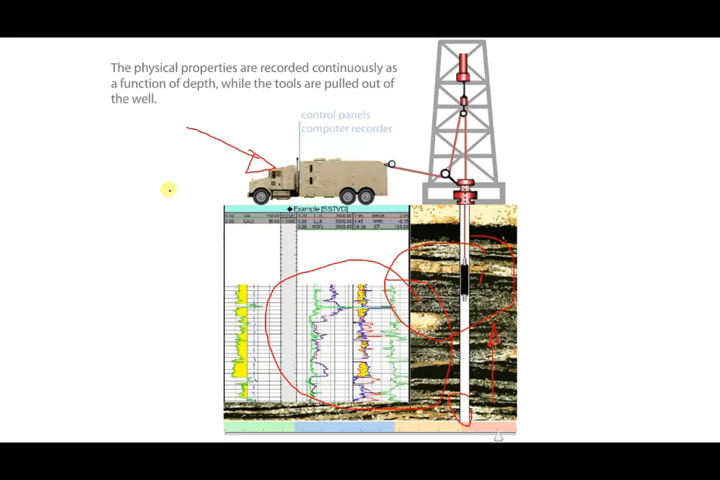 The physical properties are recorded continuously as
a function of depth, while the tools are pulled out of
the well.
control panels
computer recorder
Example [SSTVD]